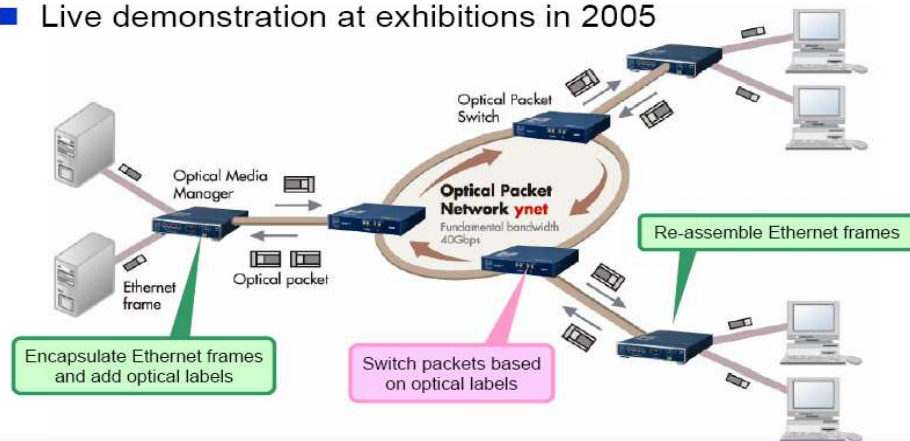 Live demonstration at exhibitions in 2005
Optical Packet
Switch
Optical Media
Manager
Optical Packet
Network ynet
Fundamental bandwidth
40Gbps
Re-assemble Ethernet frames
Optical packet
Ethernet
frame
Encapsulate Ethernet frames
and add optical labels
Switch packets based
on optical labels